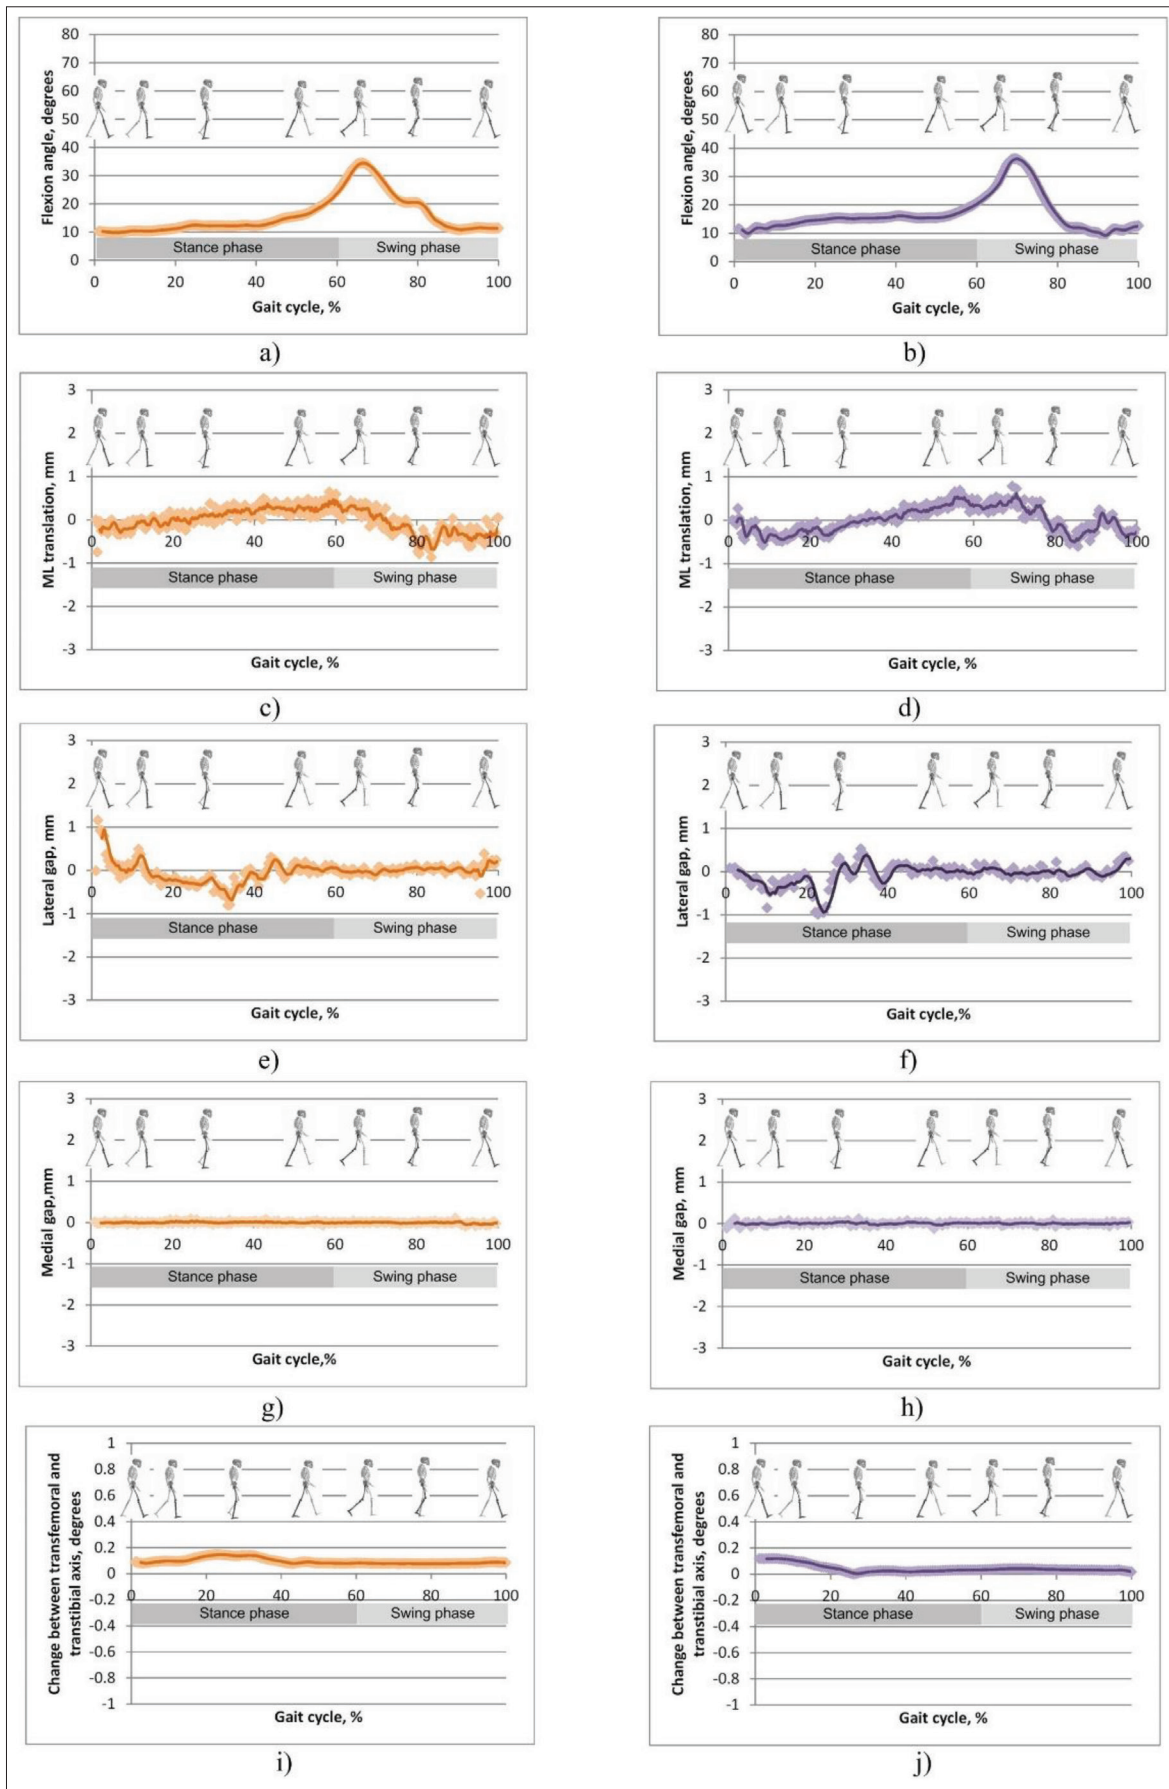 80
70
60
50
40
30
20
10
0
Flexion angle, degrees
Stance phase
Swing phase
0 20 40 60 80 100
Gait cycle, %
a)
80
70
60
50
40
30
20
10
0
Flexion angle, degrees
Stance phase
Swing phase
0 20 40 60 80 100
Gait cycle, %
b)
3
2
1
0
-1
-2
-3
ML translation, mm
0 20 40 60 80 100
Stance phase
Swing phase
Gait cycle, %
c)
3
2
1
0
-1
-2
-3
ML translation, mm
0 20 40 60 80 100
Stance phase
Swing phase
Gait cycle, %
d)
3
2
1
0
-1
-2
-3
Lateral gap, mm
0 20 40 60 80 100
Stance phase
Swing phase
Gait cycle, %
e)
3
2
1
0
-1
-2
-3
Lateral gap, mm
0 20 40 60 80 100
Stance phase
Swing phase
Gait cycle,%
f)
3
2
1
0
-1
-2
-3
Medial gap,mm
0 20 40 60 80 100
Stance phase
Swing phase
Gait cycle,%
g)
3
2
1
0
-1
-2
-3
Medial gap, mm
0 20 40 60 80 100
Stance phase
Swing phase
Gait cycle, %
h)
1
0.8
0.6
0.4
0.2
0
-0.2
-0.4
-0.6
-0.8
-1
Change between transfemoral and
transtibial axis, degrees
0 20 40 60 80 100
Stance phase
Swing phase
Gait cycle, %
i)
1
0.8
0.6
0.4
0.2
0
-0.2
-0.4
-0.6
-0.8
-1
Change between transfemoral and
transtibial axis, degrees
0 20 40 60 80 100
Stance phase
Swing phase
Gait cycle, %
j)